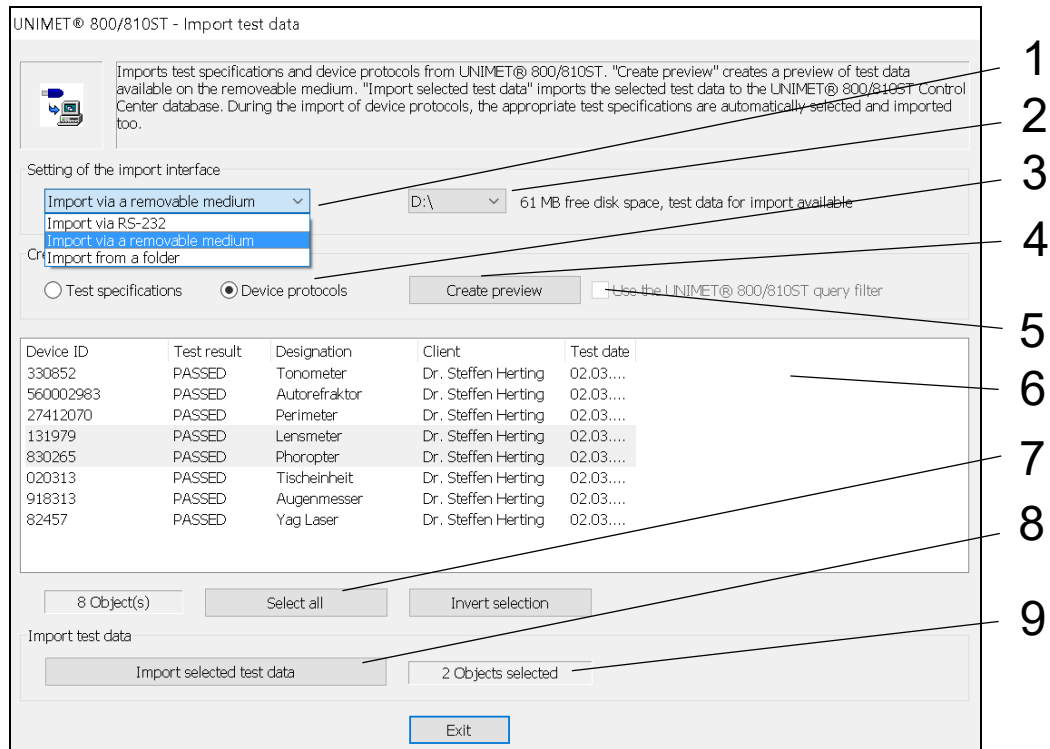 UNIMET® 800/810ST - Import test data
Imports test specifications and device protocols from UNIMET® 800/810ST. "Create preview" creates a preview of test data
available on the removeable medium. "Import selected test data" imports the selected test data to the UNIMET® 800/810ST Control
Center database. During the import of device protocols, the appropriate test specifications are automatically selected and imported
too.
Setting of the import interface
Import via a removable medium D:\ 61 MB free disk space, test data for import available
Import via RS-232
Import via a removable medium
Import from a folder
Test specifications Device protocols Create preview Use the UNIMET® 800/810ST query filter
Device ID Test result Designation Client Test date
330852 PASSED Tonometer Dr. Steffen Herting 02.03....
560002983 PASSED Autorefraktor Dr. Steffen Herting 02.03....
27412070 PASSED Perimeter Dr. Steffen Herting 02.03....
131979 PASSED Lensmeter Dr. Steffen Herting 02.03....
830265 PASSED Phoropter Dr. Steffen Herting 02.03....
020313 PASSED Tischeinheit Dr. Steffen Herting 02.03....
918313 PASSED Augenmesser Dr. Steffen Herting 02.03....
82457 PASSED Yag Laser Dr. Steffen Herting 02.03....
8 Object(s) Select all Invert selection
Import test data
Import selected test data 2 Objects selected
Exit
1
2
3
4
5
6
7
8
9